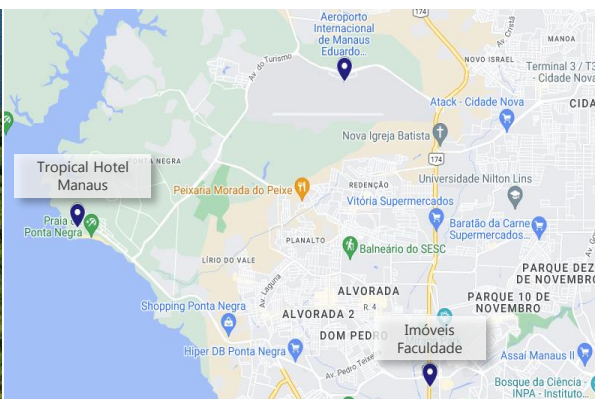 Aeroporto
Internacional
de Manaus
Eduardo...
174
Av. do Turismo
NOVO ISRAEL
MANOA
Terminal 3 / T3
- Cidade Nova
Atack - Cidade Nova
CIDA
Nova Igreja Batista
174
Tropical Hotel
Manaus
PONTA NEGRA
Peixaria Morada do Peixe
REDENÇÃO
Universidade Nilton Lins
Vitória Supermercados
Praia
Ponta Negra
PLANALTO
Baratão da Carne
Supermercados...
Balneário do SESC
LÍRIO DO VALE
PARQUE DEZ
DE NOVEMBRO
ALVORADA
R. 4
PARQUE 10 DE
NOVEMBRO
Shopping Ponta Negra
ALVORADA 2
DOM PEDRO
Imóveis
Faculdade
Hiper DB Ponta Negra
Assaí Manaus II
Av. Pedro Teixei
Bosque da Ciência -
INPA - Instituto...